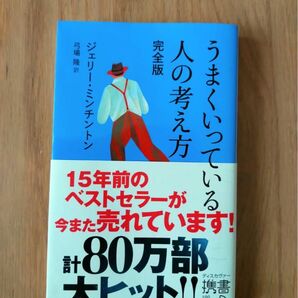 うまくいっている
人の考え方
完全版
ジェリー・ミンチントン
弓場 隆 訳
15年前の
ベストセラーが
今また売れています!
計80万部
大ヒット!!
ディスカヴァー
携書